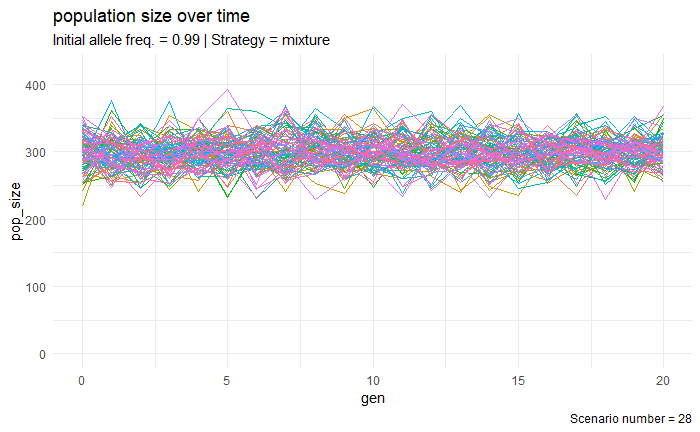 population size over time
Initial allele freq. = 0.99 | Strategy = mixture
pop_size
400
300
200
100
0
0 5 10 15 20
gen
Scenario number = 28